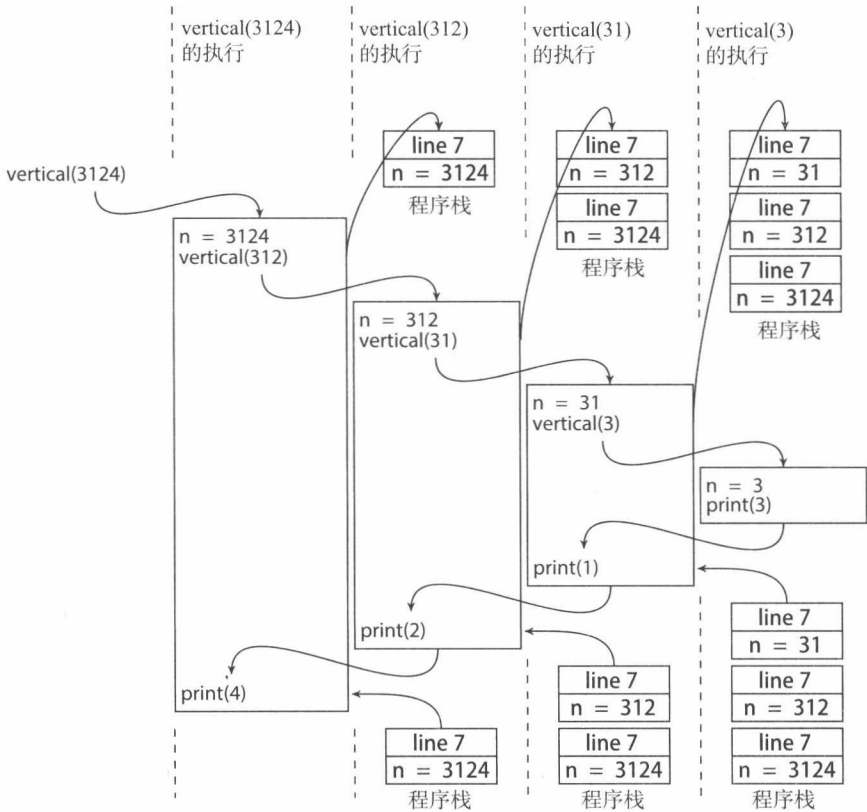 vertical(3124)
的执行
vertical(312)
的执行
vertical(31)
的执行
vertical(3)
的执行
line 7
n = 3124
程序栈
line 7
n = 312
line 7
n = 3124
程序栈
line 7
n = 31
line 7
n = 312
line 7
n = 3124
程序栈
vertical(3124)
n = 3124
vertical(312)
n = 312
vertical(31)
n = 31
vertical(3)
n = 3
print(3)
print(1)
print(2)
print(4)
line 7
n = 3124
程序栈
line 7
n = 312
line 7
n = 3124
程序栈
line 7
n = 31
line 7
n = 312
line 7
n = 3124
程序栈